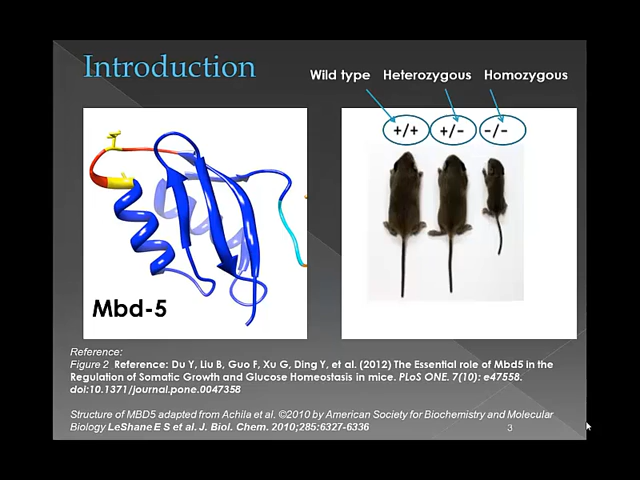 Introduction
Wild type Heterozygous Homozygous
+/+ +/- -/-
Mbd-5
Reference:
Figure 2 Reference: Du Y, Liu B, Guo F, Xu G, Ding Y, et al. (2012) The Essential role of Mbd5 in the
Regulation of Somatic Growth and Glucose Homeostasis in mice. PLoS ONE. 7(10): e47558.
doi:10.1371/journal.pone.0047358
Structure of MBD5 adapted from Achila et al. ©2010 by American Society for Biochemistry and Molecular
Biology LeShane E S et al. J. Biol. Chem. 2010;285:6327-6336
3